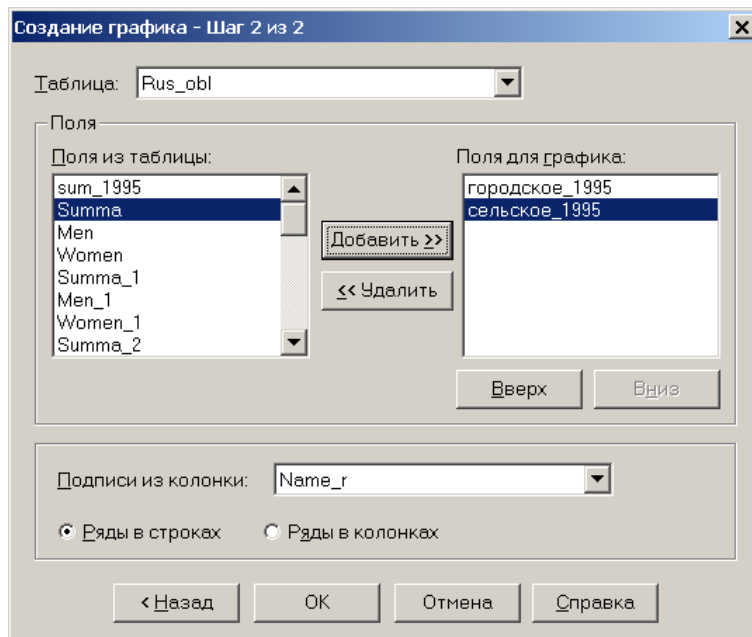 Создание графика - Шаг 2 из 2
Таблица: Rus_obl
Поля
Поля из таблицы:
sum_1995
Summa
Men
Women
Summa_1
Men_1
Women_1
Summa_2
Добавить >>
<< Удалить
Поля для графика:
городское_1995
сельское_1995
Вверх
Вниз
Подписи из колонки: Name_r
Ряды в строках Ряды в колонках
< Назад OK Отмена Справка